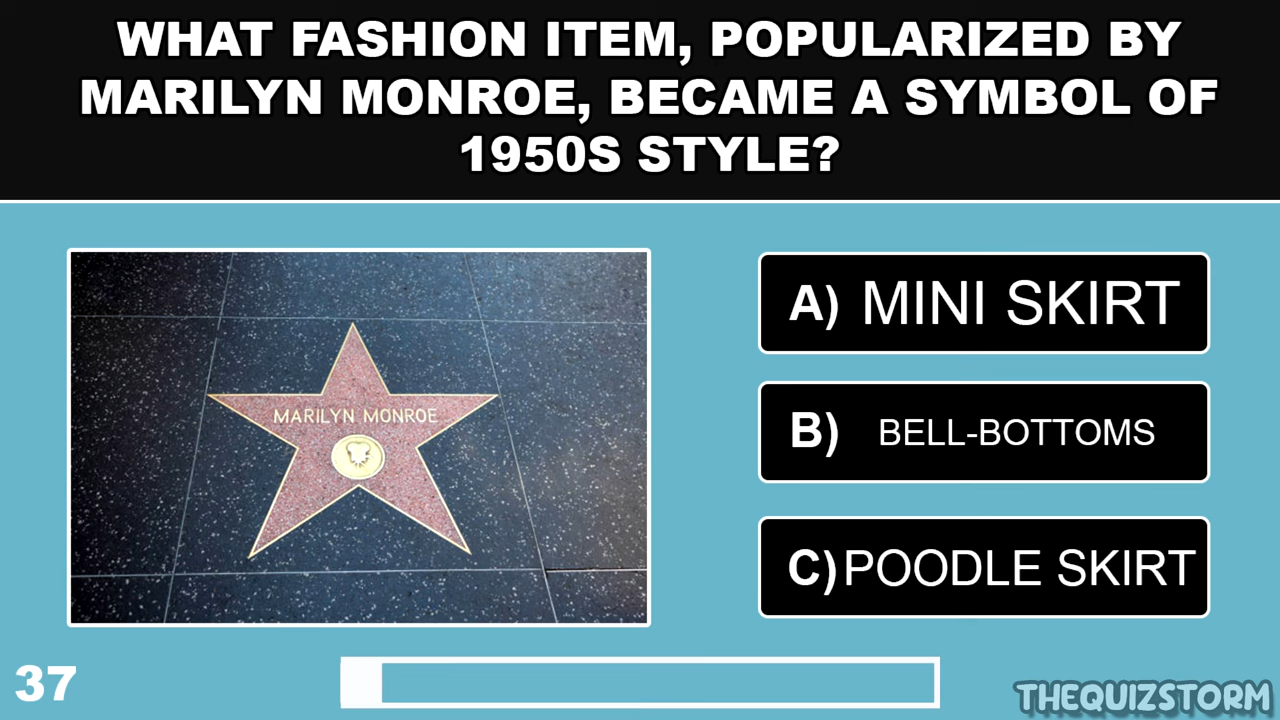 WHAT FASHION ITEM, POPULARIZED BY
MARILYN MONROE, BECAME A SYMBOL OF
1950S STYLE?
MARILYN MONROE
A) MINI SKIRT
B) BELL-BOTTOMS
C) POODLE SKIRT
37
THEQUIZSTORM